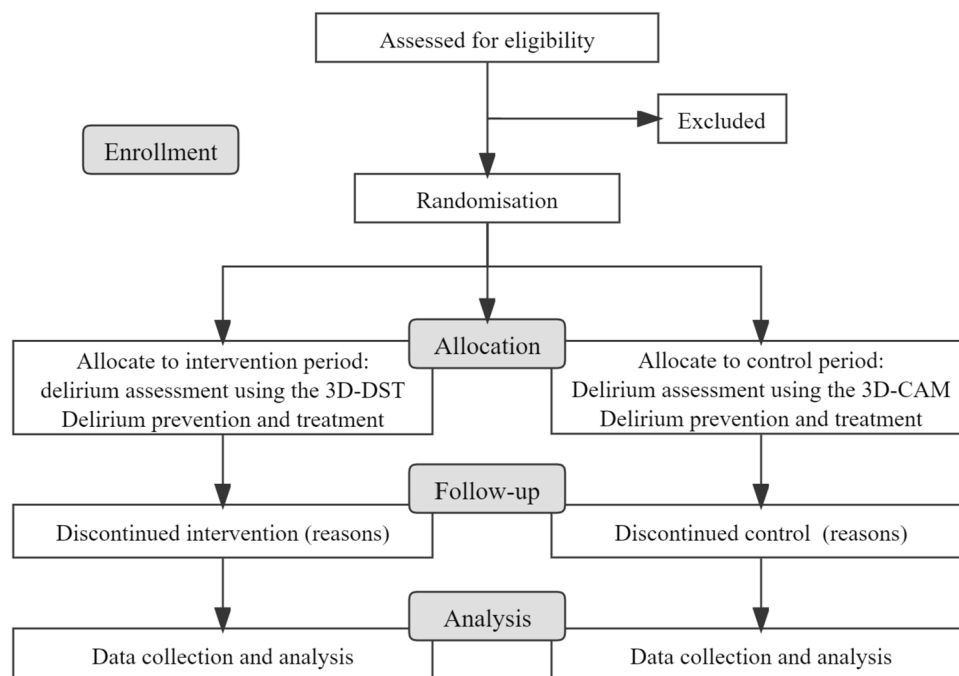 Assessed for eligibility
Excluded
Enrollment
Randomisation
Allocation
Allocate to intervention period:
delirium assessment using the 3D-DST
Delirium prevention and treatment
Allocate to control period:
Delirium assessment using the 3D-CAM
Delirium prevention and treatment
Follow-up
Discontinued intervention (reasons)
Discontinued control (reasons)
Analysis
Data collection and analysis
Data collection and analysis